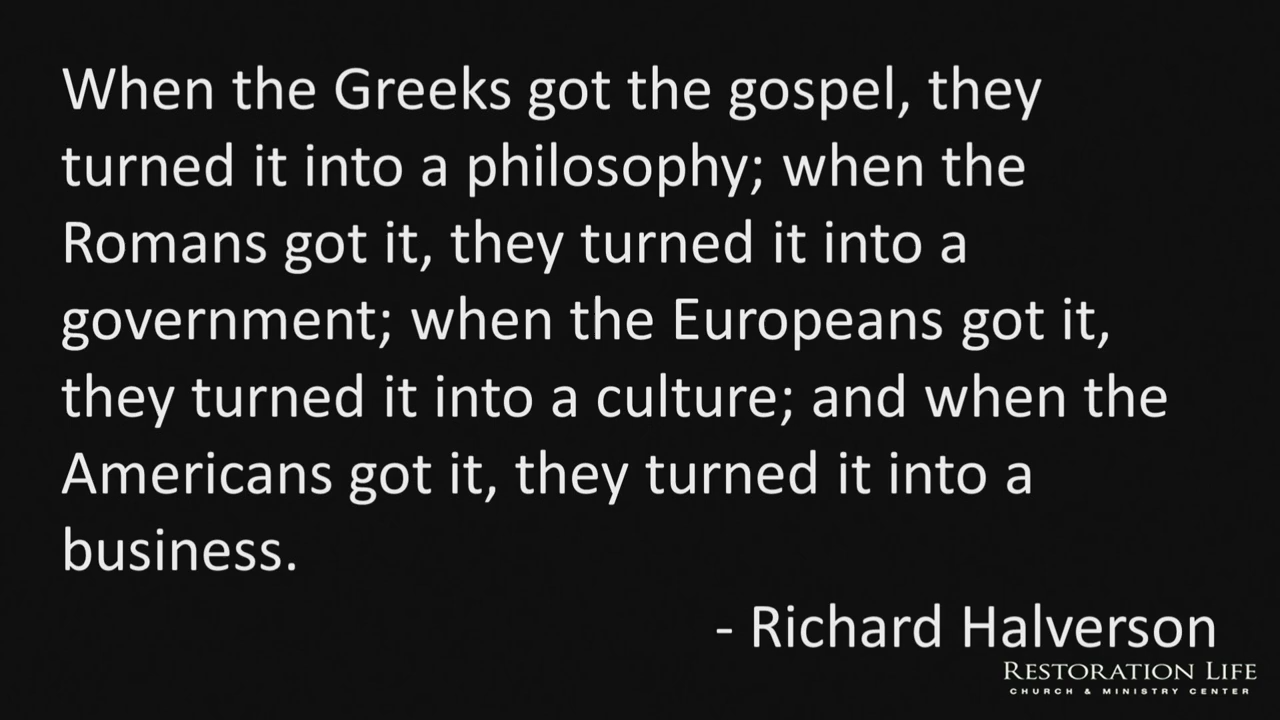 When the Greeks got the gospel, they
turned it into a philosophy; when the
Romans got it, they turned it into a
government; when the Europeans got it,
they turned it into a culture; and when the
Americans got it, they turned it into a
business.
- Richard Halverson
RESTORATION LIFE
CHURCH & MINISTRY CENTER